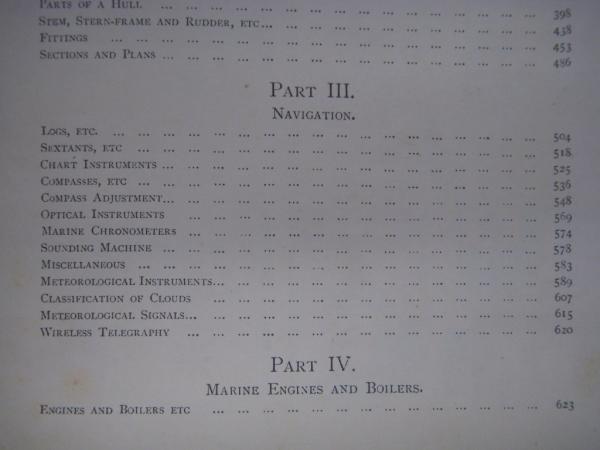 PARTS OF A HULL ... ... ... ... ... ... ... ... ... ... ... ... ... ... ... 398
STEM, STERN-FRAME AND RUDDER, ETC... ... ... ... ... ... ... ... ... ... ... 438
FITTINGS ... ... ... ... ... ... ... ... ... ... ... ... ... ... ... ... ... 453
SECTIONS AND PLANS ... ... ... ... ... ... ... ... ... ... ... ... ... ... ... 486
PART III.
NAVIGATION.
LOGS, ETC. ... ... ... ... ... ... ... ... ... ... ... ... ... ... ... ... ... 504
SEXTANTS, ETC ... ... ... ... ... ... ... ... ... ... ... ... ... ... ... ... 518
CHART INSTRUMENTS ... ... ... ... ... ... ... ... ... ... ... ... ... ... ... 525
COMPASSES, ETC ... ... ... ... ... ... ... ... ... ... ... ... ... ... ... ... 536
COMPASS ADJUSTMENT... ... ... ... ... ... ... ... ... ... ... ... ... ... ... 548
OPTICAL INSTRUMENTS ... ... ... ... ... ... ... ... ... ... ... ... ... ... 569
MARINE CHRONOMETERS ... ... ... ... ... ... ... ... ... ... ... ... ... ... 574
SOUNDING MACHINE ... ... ... ... ... ... ... ... ... ... ... ... ... ... ... 578
MISCELLANEOUS ... ... ... ... ... ... ... ... ... ... ... ... ... ... ... ... 583
METEOROLOGICAL INSTRUMENTS... ... ... ... ... ... ... ... ... ... ... ... ... 589
CLASSIFICATION OF CLOUDS ... ... ... ... ... ... ... ... ... ... ... ... ... ... 607
METEOROLOGICAL SIGNALS... ... ... ... ... ... ... ... ... ... ... ... ... ... 615
WIRELESS TELEGRAPHY ... ... ... ... ... ... ... ... ... ... ... ... ... ... 620
PART IV.
MARINE ENGINES AND BOILERS.
ENGINES AND BOILERS ETC ... ... ... ... ... ... ... ... ... ... ... ... ... 623